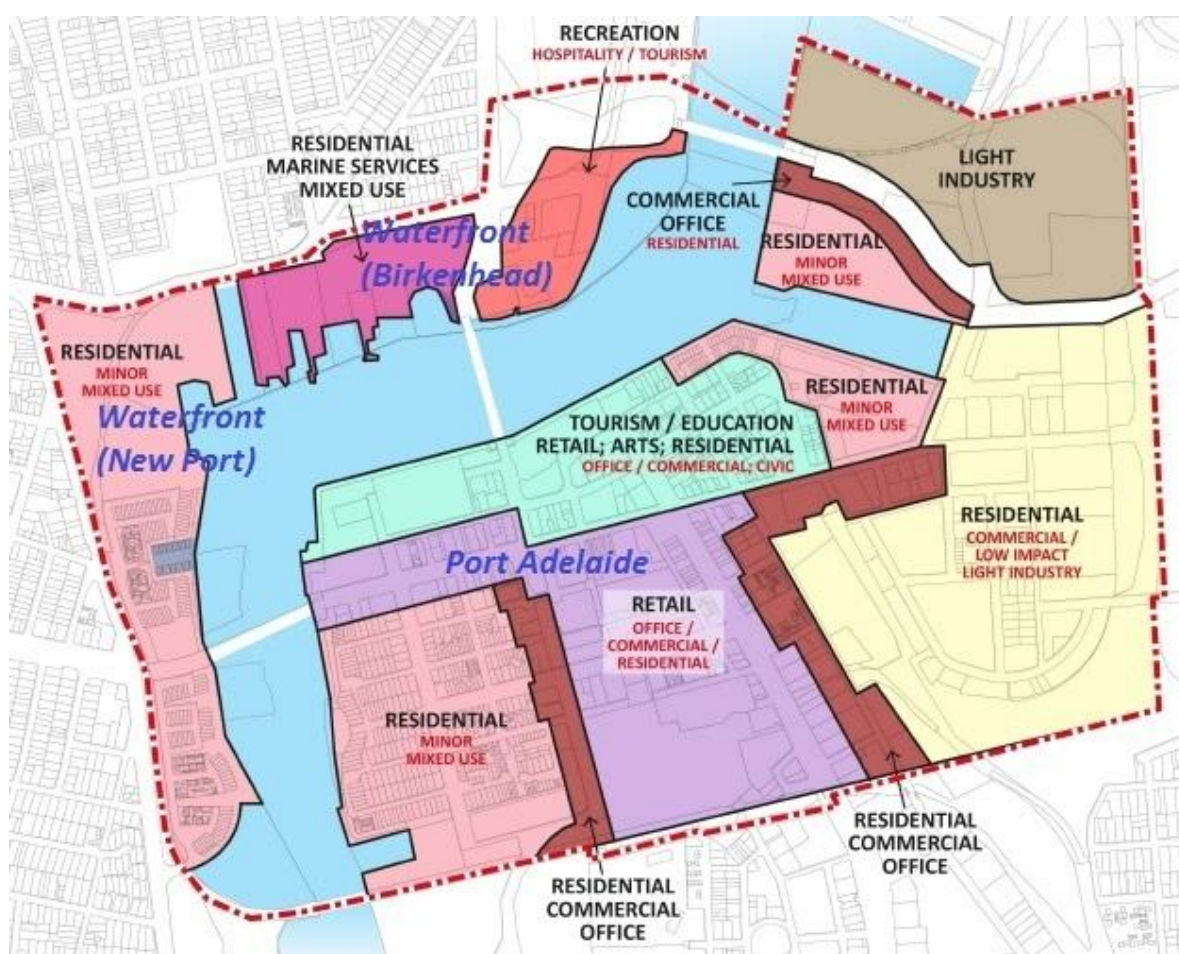 RECREATION
HOSPITALITY / TOURISM
RESIDENTIAL
MARINE SERVICES
MIXED USE
Waterfront
(Birkenhead)
COMMERCIAL
OFFICE
RESIDENTIAL
LIGHT
INDUSTRY
RESIDENTIAL
MINOR
MIXED USE
RESIDENTIAL
MINOR
MIXED USE
Waterfront
(New Port)
RESIDENTIAL
MINOR
MIXED USE
TOURISM / EDUCATION
RETAIL; ARTS; RESIDENTIAL
OFFICE / COMMERCIAL; CIVIC
RESIDENTIAL
COMMERCIAL /
LOW IMPACT
LIGHT INDUSTRY
Port Adelaide
RETAIL
OFFICE /
COMMERCIAL /
RESIDENTIAL
RESIDENTIAL
MINOR
MIXED USE
RESIDENTIAL
COMMERCIAL
OFFICE
RESIDENTIAL
COMMERCIAL
OFFICE